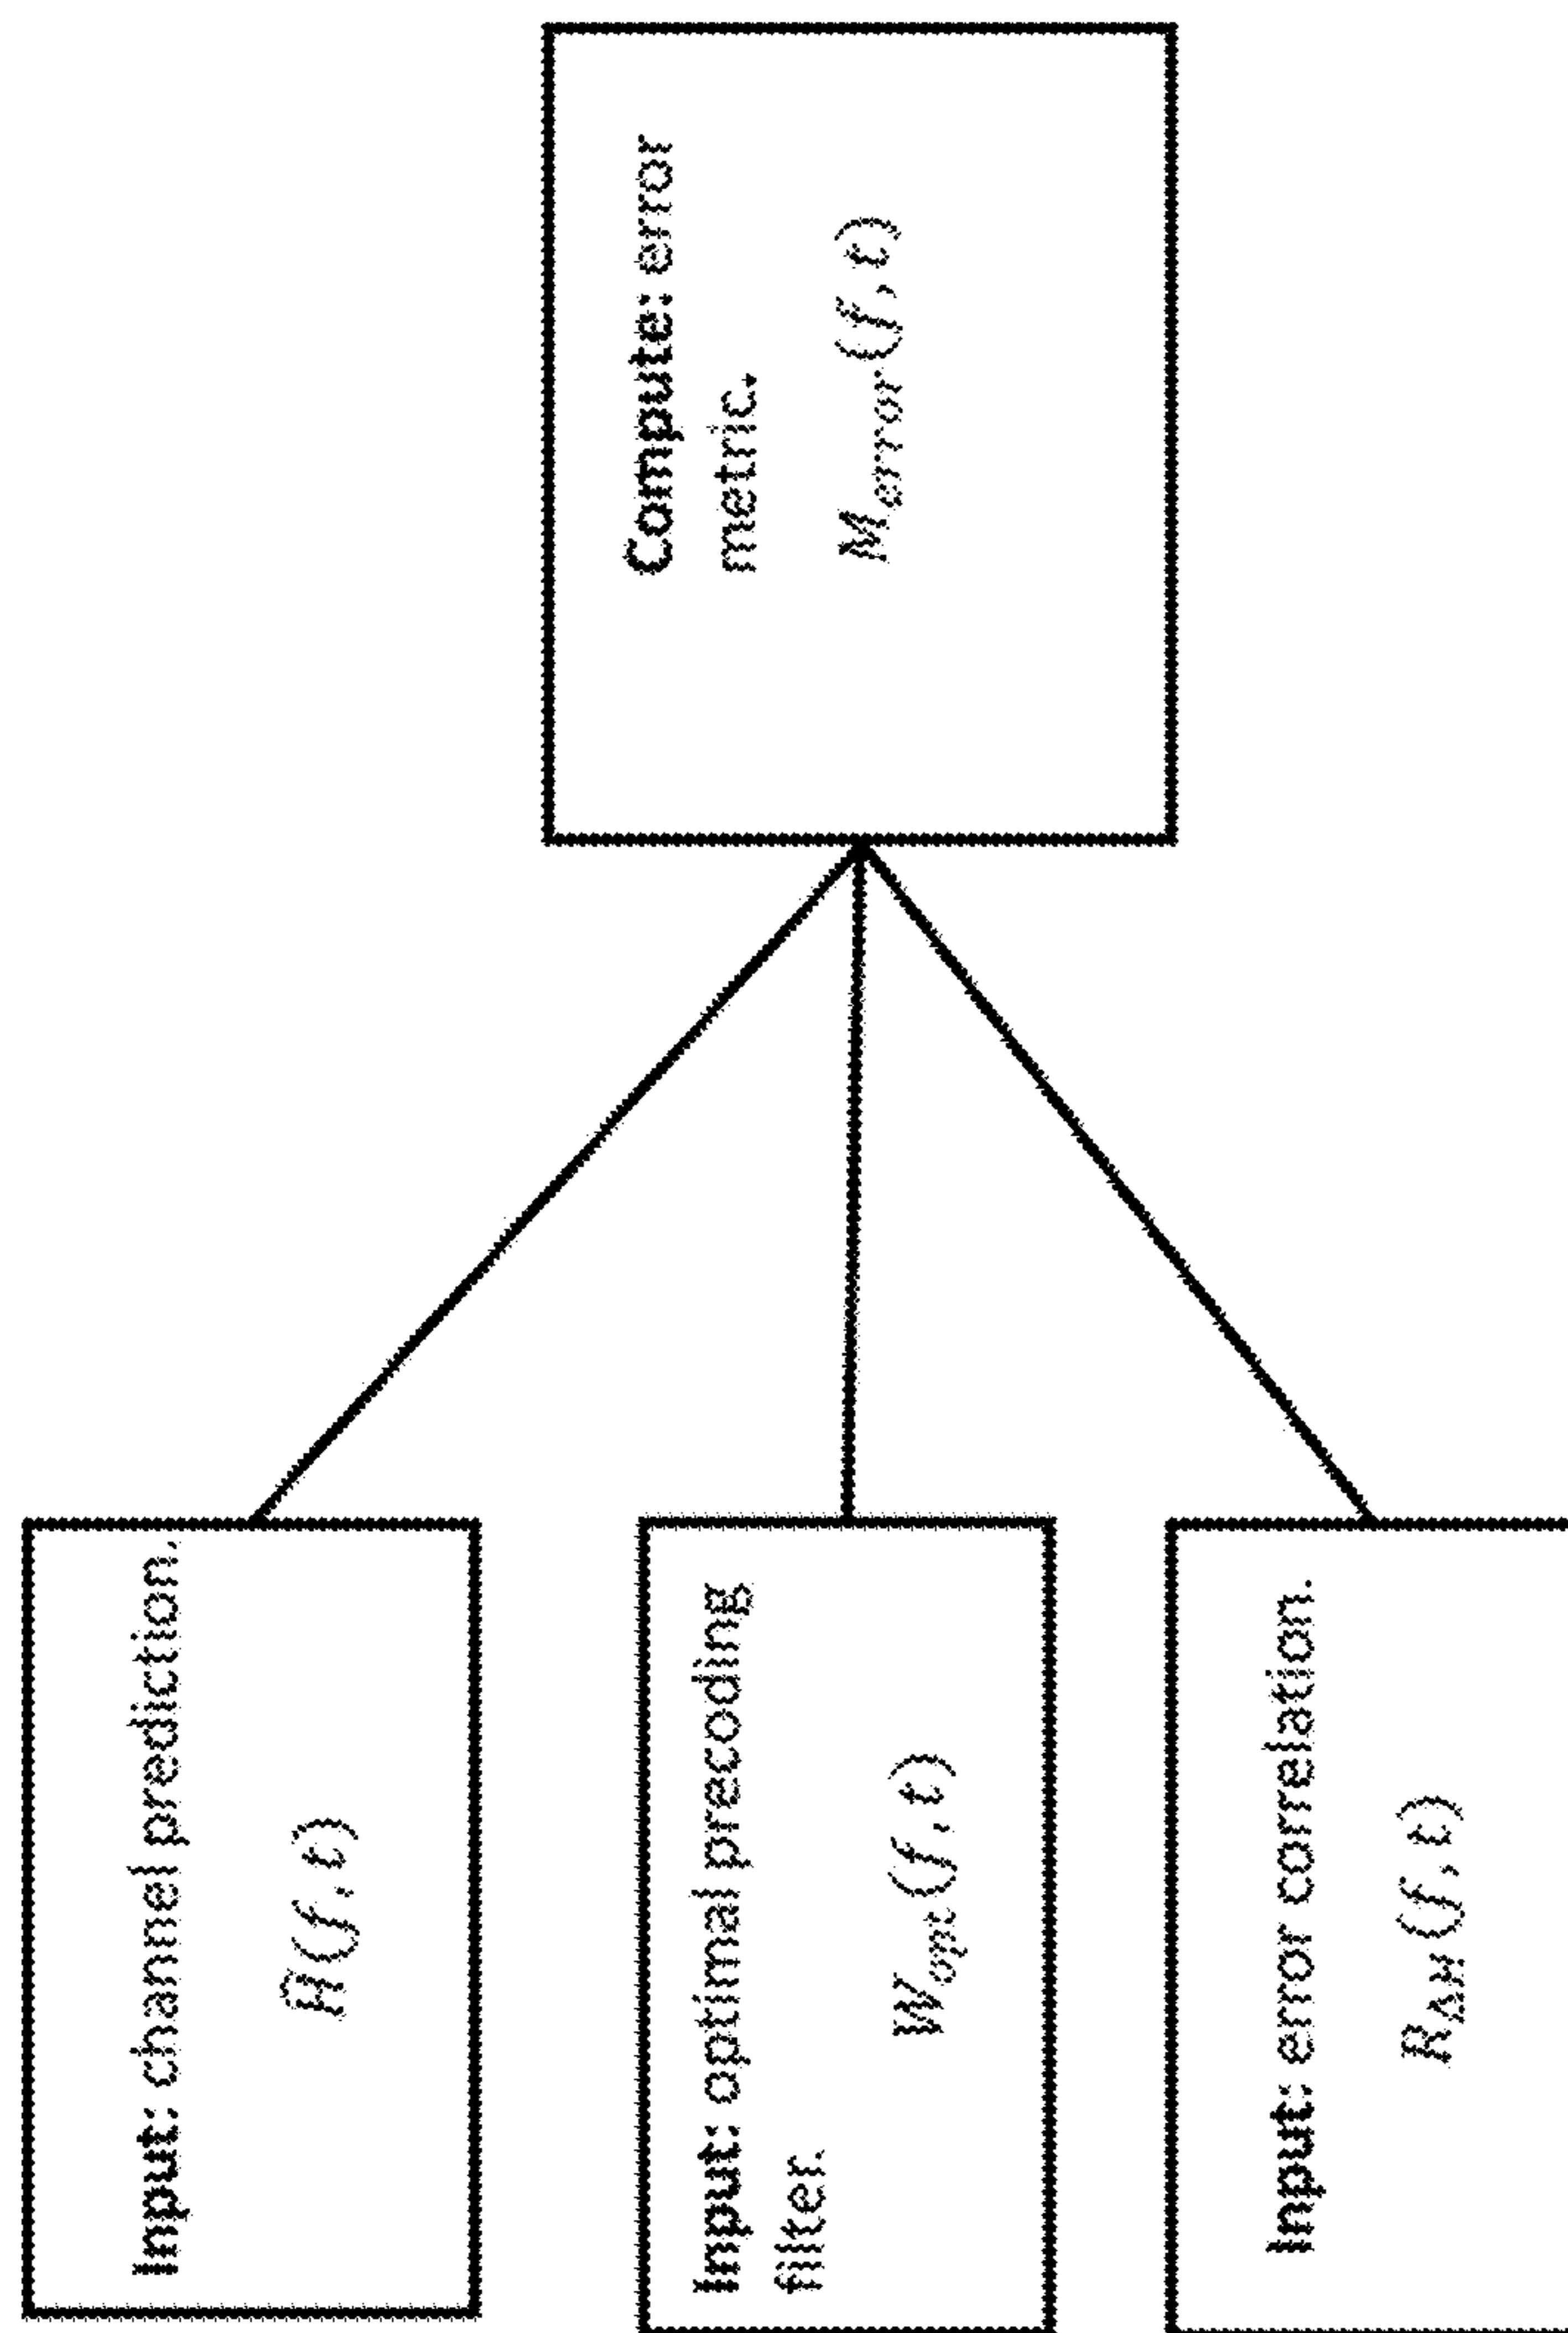 Input: channel prediction.
Ĥ(f,t)
Input: optimal precoding
filter.
W_opt(f,t)
Input: error correlation.
R_ΔH(f,t)
Compute: error
metric.
M_error(f,t)